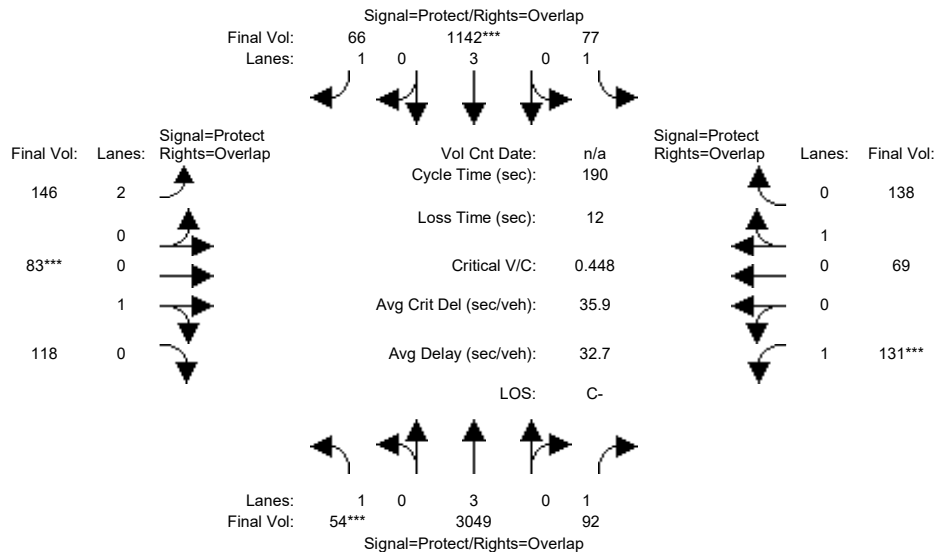 Signal=Protect/Rights=Overlap
Final Vol: 66 1142*** 77
Lanes: 1 0 3 0 1
Signal=Protect Signal=Protect
Final Vol: Lanes: Rights=Overlap Vol Cnt Date: n/a Rights=Overlap Lanes: Final Vol:
Cycle Time (sec): 190
146 2 0 138
Loss Time (sec): 12
0 1
83*** 0 Critical V/C: 0.448 0 69
1 Avg Crit Del (sec/veh): 35.9 0
118 0 Avg Delay (sec/veh): 32.7 1 131***
LOS: C-
Lanes: 1 0 3 0 1
Final Vol: 54*** 3049 92
Signal=Protect/Rights=Overlap